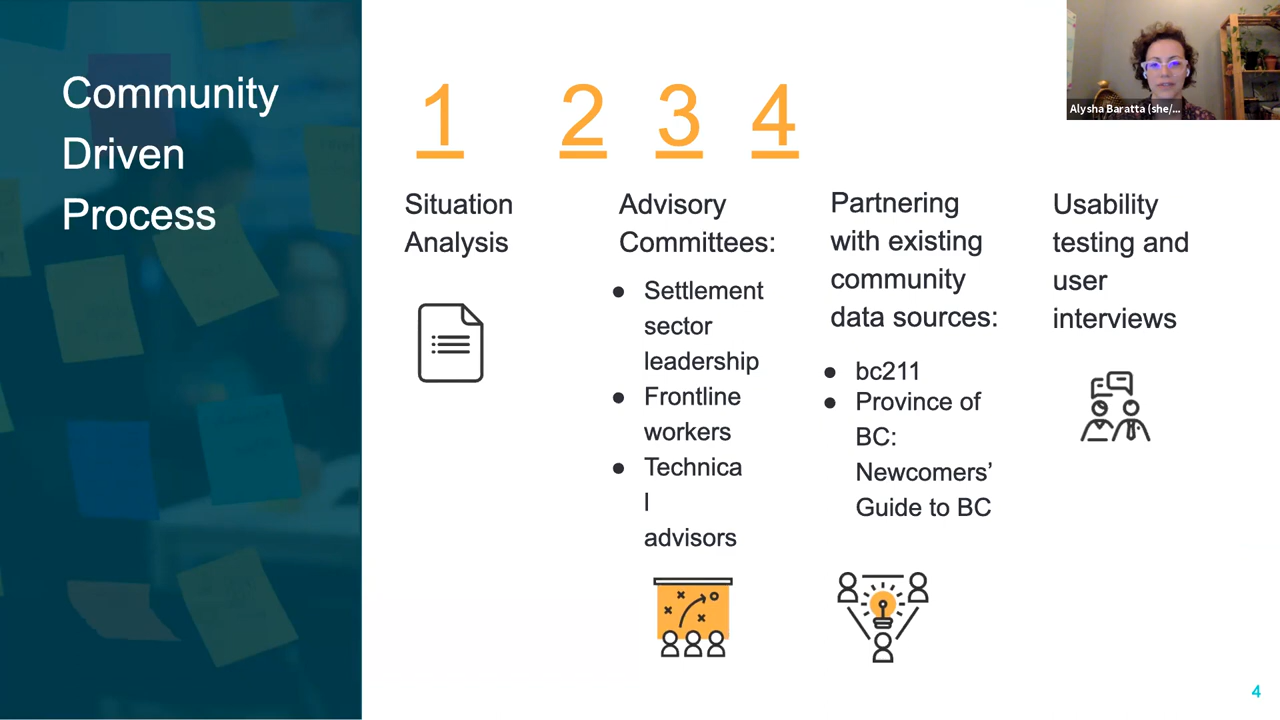 Community
Driven
Process
1 2 3 4
Situation
Analysis
Advisory
Committees:
● Settlement
sector
leadership
● Frontline
workers
● Technica
l
advisors
Partnering
with existing
community
data sources:
● bc211
● Province of
BC:
Newcomers’
Guide to BC
Usability
testing and
user
interviews
Alysha Baratta (she/...
4